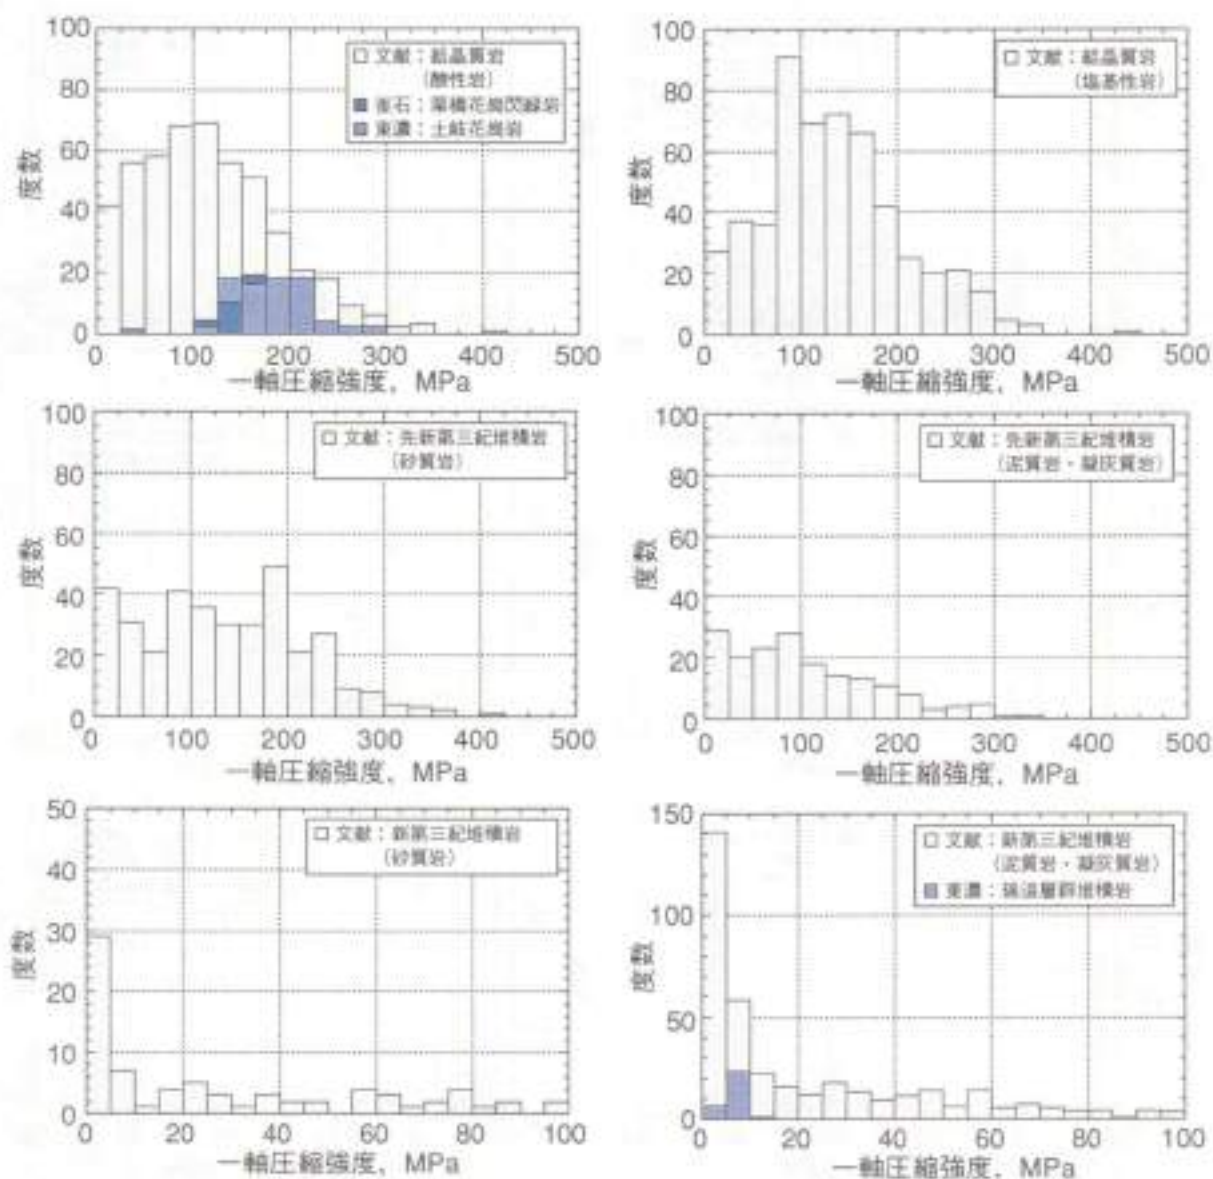 100
80
60
40
20
0
度数
0 100 200 300 400 500
一軸圧縮強度, MPa
□ 文献：結晶質岩
（酸性岩）
■ 釜石：栗橋花崗閃緑岩
■ 東濃：土岐花崗岩
100
80
60
40
20
0
度数
0 100 200 300 400 500
一軸圧縮強度, MPa
□ 文献：結晶質岩
（塩基性岩）
100
80
60
40
20
0
度数
0 100 200 300 400 500
一軸圧縮強度, MPa
□ 文献：先新第三紀堆積岩
（砂質岩）
100
80
60
40
20
0
度数
0 100 200 300 400 500
一軸圧縮強度, MPa
□ 文献：先新第三紀堆積岩
（泥質岩・凝灰質岩）
50
40
30
20
10
0
度数
0 20 40 60 80 100
一軸圧縮強度, MPa
□ 文献：新第三紀堆積岩
（砂質岩）
150
100
50
0
度数
0 20 40 60 80 100
一軸圧縮強度, MPa
□ 文献：新第三紀堆積岩
（泥質岩・凝灰質岩）
■ 東濃：瑞浪層群堆積岩